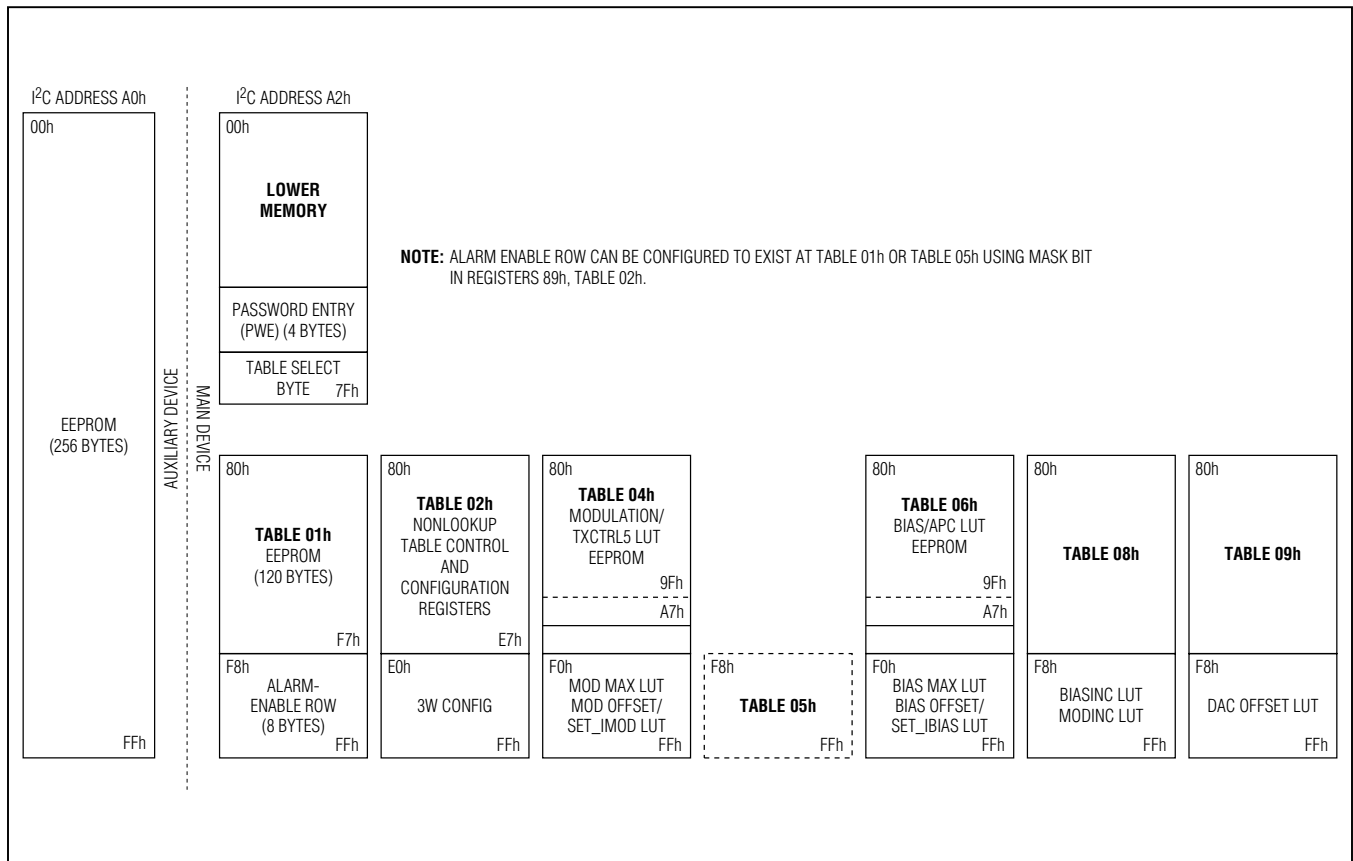 I2C ADDRESS A0h
00h
EEPROM
(256 BYTES)
FFh
AUXILIARY DEVICE
MAIN DEVICE
I2C ADDRESS A2h
00h
LOWER
MEMORY
PASSWORD ENTRY
(PWE) (4 BYTES)
TABLE SELECT
BYTE 7Fh
NOTE: ALARM ENABLE ROW CAN BE CONFIGURED TO EXIST AT TABLE 01h OR TABLE 05h USING MASK BIT
IN REGISTERS 89h, TABLE 02h.
80h
TABLE 01h
EEPROM
(120 BYTES)
F7h
F8h
ALARM-
ENABLE ROW
(8 BYTES)
FFh
80h
TABLE 02h
NONLOOKUP
TABLE CONTROL
AND
CONFIGURATION
REGISTERS
E7h
E0h
3W CONFIG
FFh
80h
TABLE 04h
MODULATION/
TXCTRL5 LUT
EEPROM
9Fh
A7h
F0h
MOD MAX LUT
MOD OFFSET/
SET_IMOD LUT
FFh
F8h
TABLE 05h
FFh
80h
TABLE 06h
BIAS/APC LUT
EEPROM
9Fh
A7h
F0h
BIAS MAX LUT
BIAS OFFSET/
SET_IBIAS LUT
FFh
80h
TABLE 08h
F8h
BIASINC LUT
MODINC LUT
FFh
80h
TABLE 09h
F8h
DAC OFFSET LUT
FFh